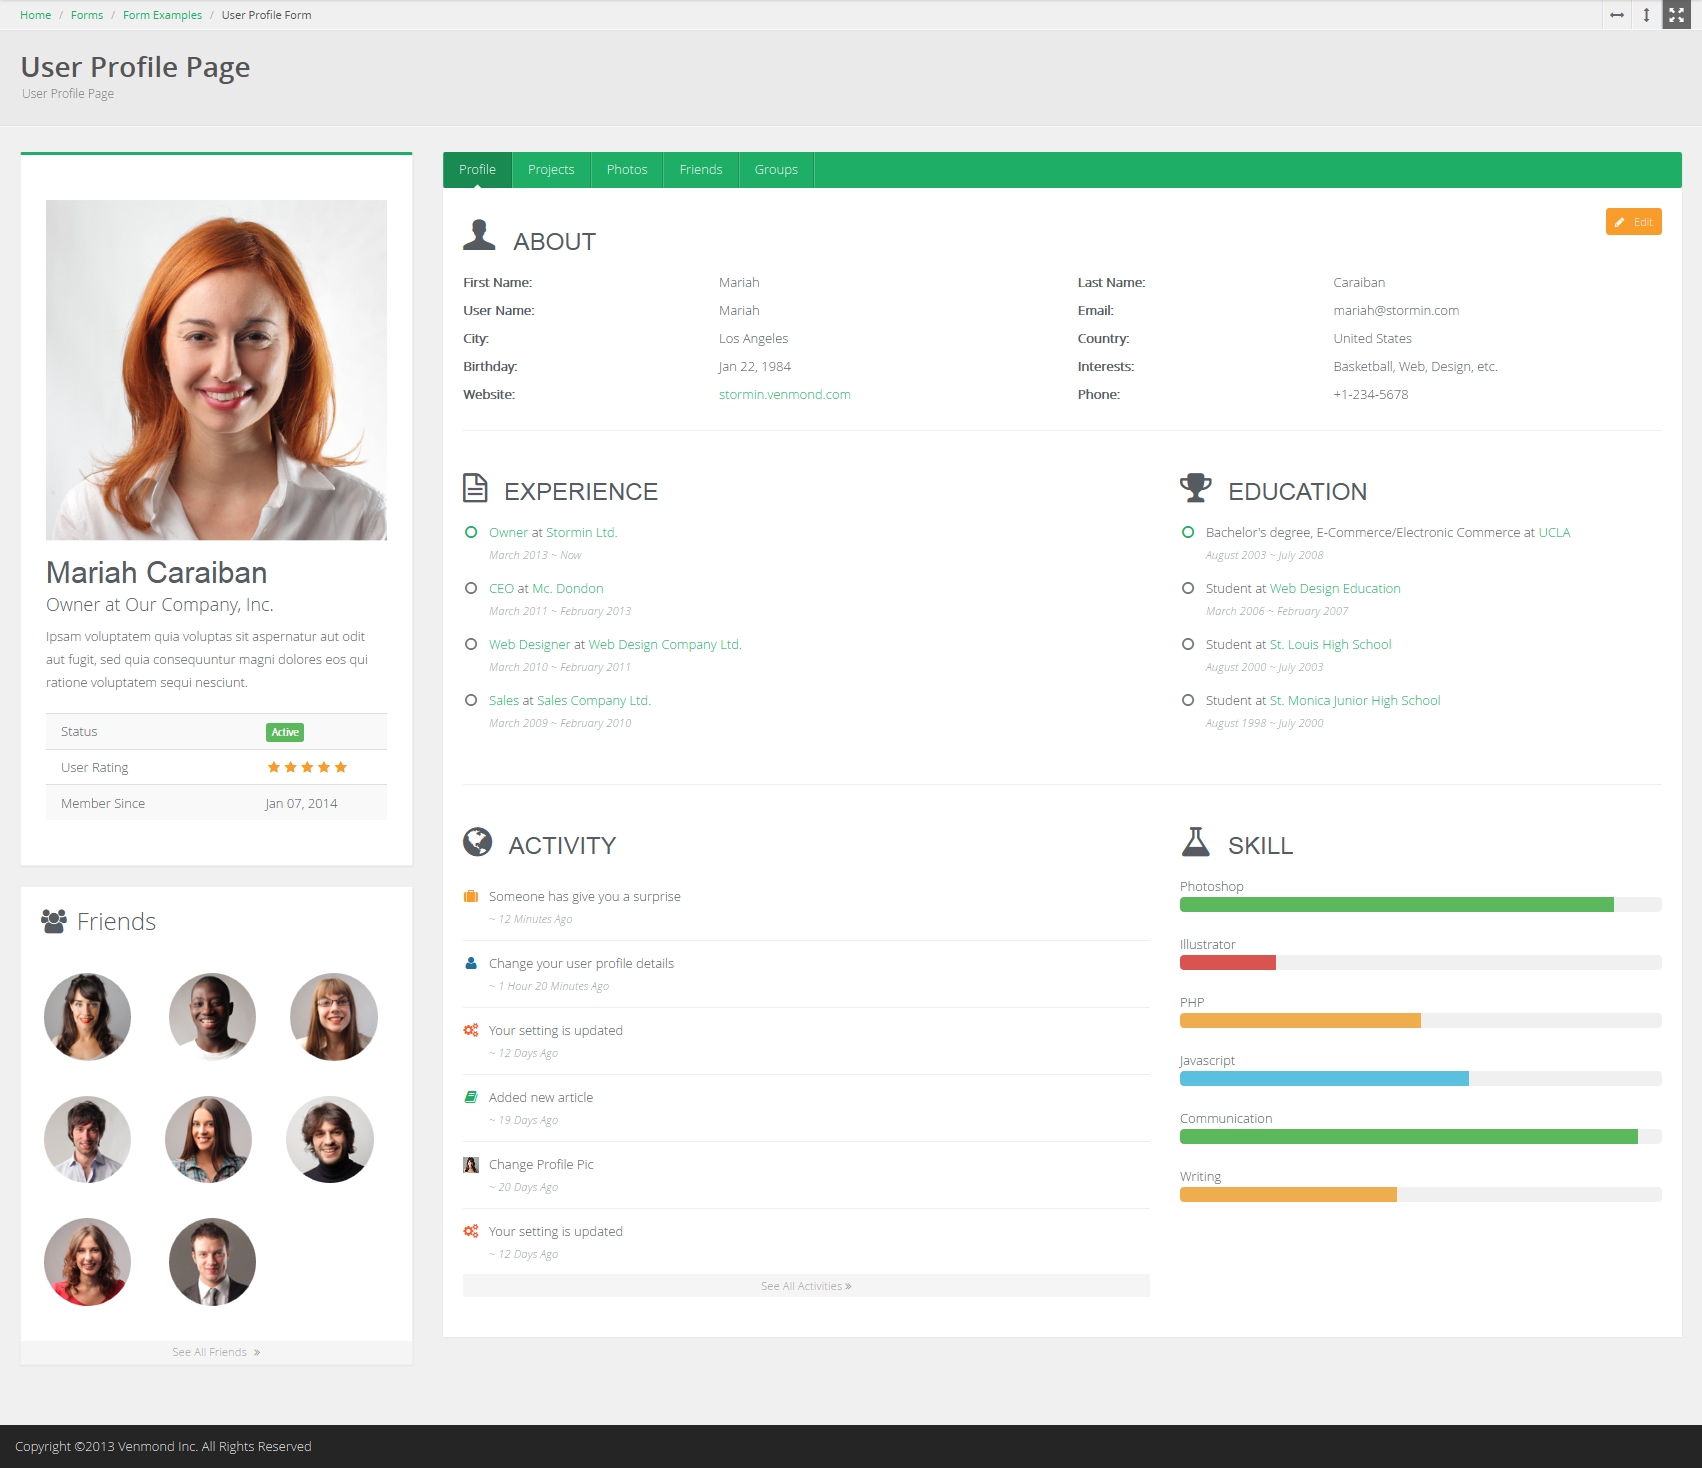 Home / Forms / Form Examples / User Profile Form
User Profile Page
User Profile Page
Mariah Caraiban
Owner at Our Company, Inc.
Ipsam voluptatem quia voluptas sit aspernatur aut odit
aut fugit, sed quia consequuntur magni dolores eos qui
ratione voluptatem sequi nesciunt.
Status Active
User Rating
Member Since Jan 07, 2014
Friends
See All Friends »
Profile Projects Photos Friends Groups
Edit
ABOUT
First Name: Mariah Last Name: Caraiban
User Name: Mariah Email: mariah@stormin.com
City: Los Angeles Country: United States
Birthday: Jan 22, 1984 Interests: Basketball, Web, Design, etc.
Website: stormin.venmond.com Phone: +1-234-5678
EXPERIENCE
Owner at Stormin Ltd.
March 2013 ~ Now
CEO at Mc. Dondon
March 2011 ~ February 2013
Web Designer at Web Design Company Ltd.
March 2010 ~ February 2011
Sales at Sales Company Ltd.
March 2009 ~ February 2010
EDUCATION
Bachelor's degree, E-Commerce/Electronic Commerce at UCLA
August 2003 ~ July 2008
Student at Web Design Education
March 2006 ~ February 2007
Student at St. Louis High School
August 2000 ~ July 2003
Student at St. Monica Junior High School
August 1998 ~ July 2000
ACTIVITY
Someone has give you a surprise
~ 12 Minutes Ago
Change your user profile details
~ 1 Hour 20 Minutes Ago
Your setting is updated
~ 12 Days Ago
Added new article
~ 19 Days Ago
Change Profile Pic
~ 20 Days Ago
Your setting is updated
~ 12 Days Ago
See All Activities »
SKILL
Photoshop
Illustrator
PHP
Javascript
Communication
Writing
Copyright ©2013 Venmond Inc. All Rights Reserved